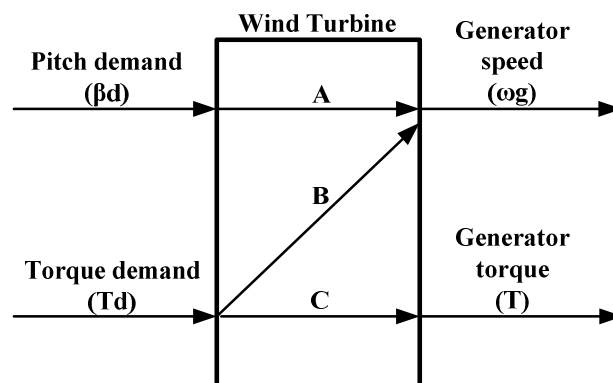 Wind Turbine
Pitch demand
(βd)
A
Generator
speed
(ωg)
B
Torque demand
(Td)
C
Generator
torque
(T)